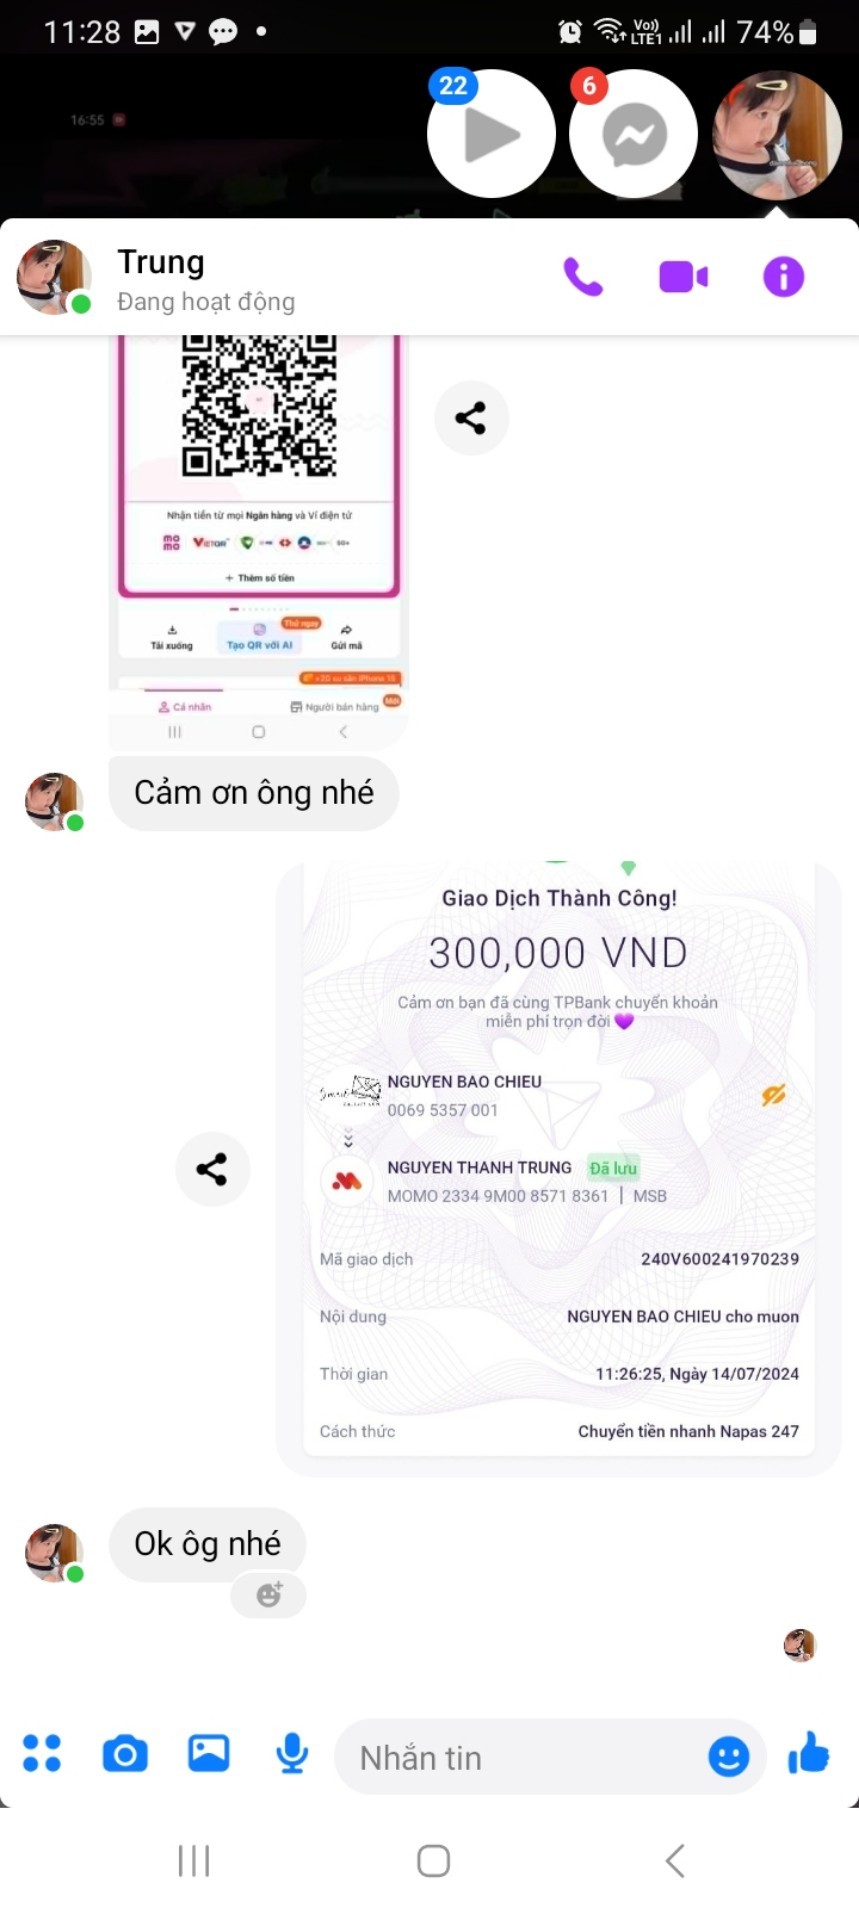 11:28
Vo))
LTE1
74%
16:55
22
6
Trung
Đang hoạt động
Nhận tiền từ mọi Ngân hàng và Ví điện tử
mo
mo
VIETQR
50+
+ Thêm số tiền
Thử ngay
Tải xuống
Tạo QR với AI
Gửi mã
Cá nhân
Người bán hàng
Mới
Cảm ơn ông nhé
Giao Dịch Thành Công!
300,000 VND
Cảm ơn bạn đã cùng TPBank chuyển khoản
miễn phí trọn đời 💜
NGUYEN BAO CHIEU
0069 5357 001
NGUYEN THANH TRUNG Đã lưu
MOMO 2334 9M00 8571 8361 | MSB
Mã giao dịch 240V600241970239
Nội dung NGUYEN BAO CHIEU cho muon
Thời gian 11:26:25, Ngày 14/07/2024
Cách thức Chuyển tiền nhanh Napas 247
Ok ôg nhé
Nhắn tin